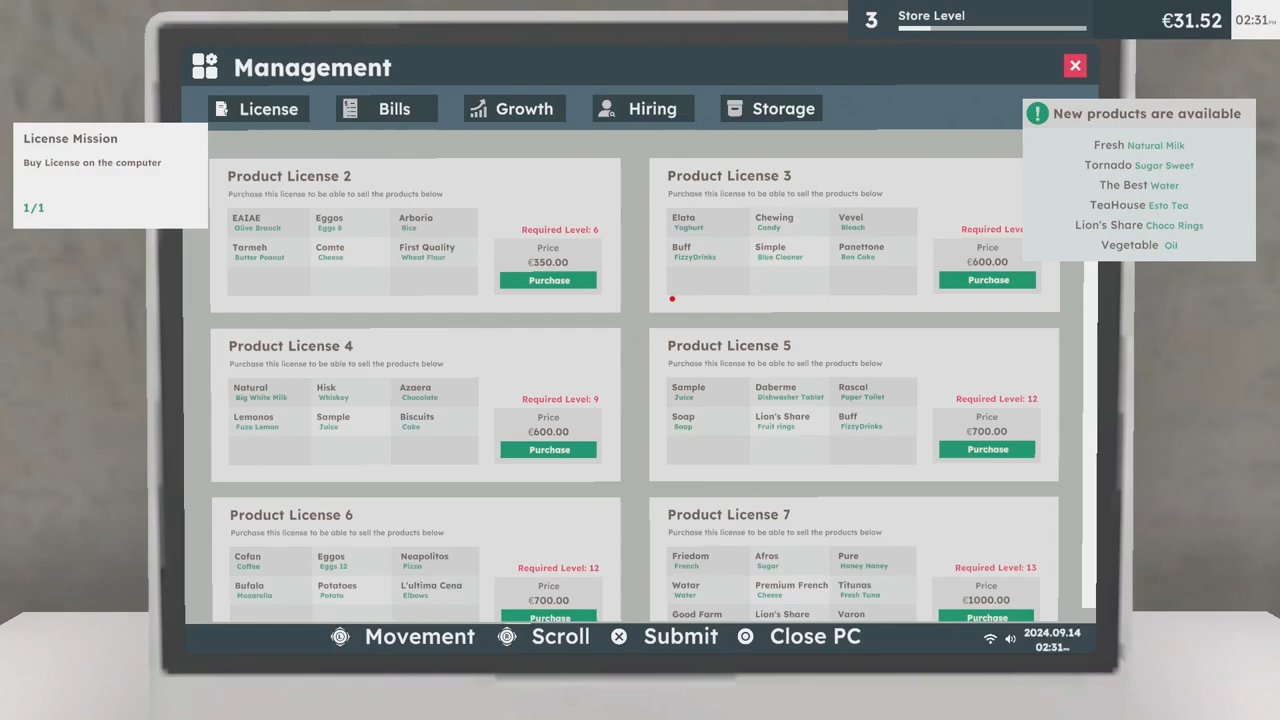 3
Store Level
€31.52
02:31PM
Management
License
Bills
Growth
Hiring
Storage
License Mission
Buy License on the computer
1/1
New products are available
Fresh Natural Milk
Tornado Sugar Sweet
The Best Water
TeaHouse Esto Tea
Lion's Share Choco Rings
Vegetable Oil
Product License 2
Purchase this license to be able to sell the products below
EAIAE Eggos Arborio
Olive Branch Eggs 8 Rice
Tarmeh Comte First Quality
Butter Peanut Cheese Wheat Flour
Required Level: 6
Price
€350.00
Purchase
Product License 3
Purchase this license to be able to sell the products below
Elata Chewing Vevel
Yoghurt Candy Bleach
Buff Simple Panettone
FizzyDrinks Blue Cleaner Ben Cake
Required Leve
Price
€600.00
Purchase
Product License 4
Purchase this license to be able to sell the products below
Natural Hisk Azaera
Big White Milk Whiskey Chocolate
Lemonos Sample Biscuits
Fuze Lemon Juice Cake
Required Level: 9
Price
€600.00
Purchase
Product License 5
Purchase this license to be able to sell the products below
Sample Daberme Rascal
Juice Dishwasher Tablet Paper Toilet
Soap Lion's Share Buff
Soap Fruit rings FizzyDrinks
Required Level: 12
Price
€700.00
Purchase
Product License 6
Purchase this license to be able to sell the products below
Cofan Eggos Neapolitos
Coffee Eggs 12 Pizza
Bufala Potatoes L'ultima Cena
Mozarella Potato Elbows
Required Level: 12
Price
€700.00
Purchase
Product License 7
Purchase this license to be able to sell the products below
Friedom Afros Pure
French Sugar Honey Honey
Watar Premium French Titunas
Water Cheese Fresh Tuna
Good Farm Lion's Share Varon
Required Level: 13
Price
€1000.00
Purchase
Movement
Scroll
Submit
Close PC
2024.09.14
02:31PM